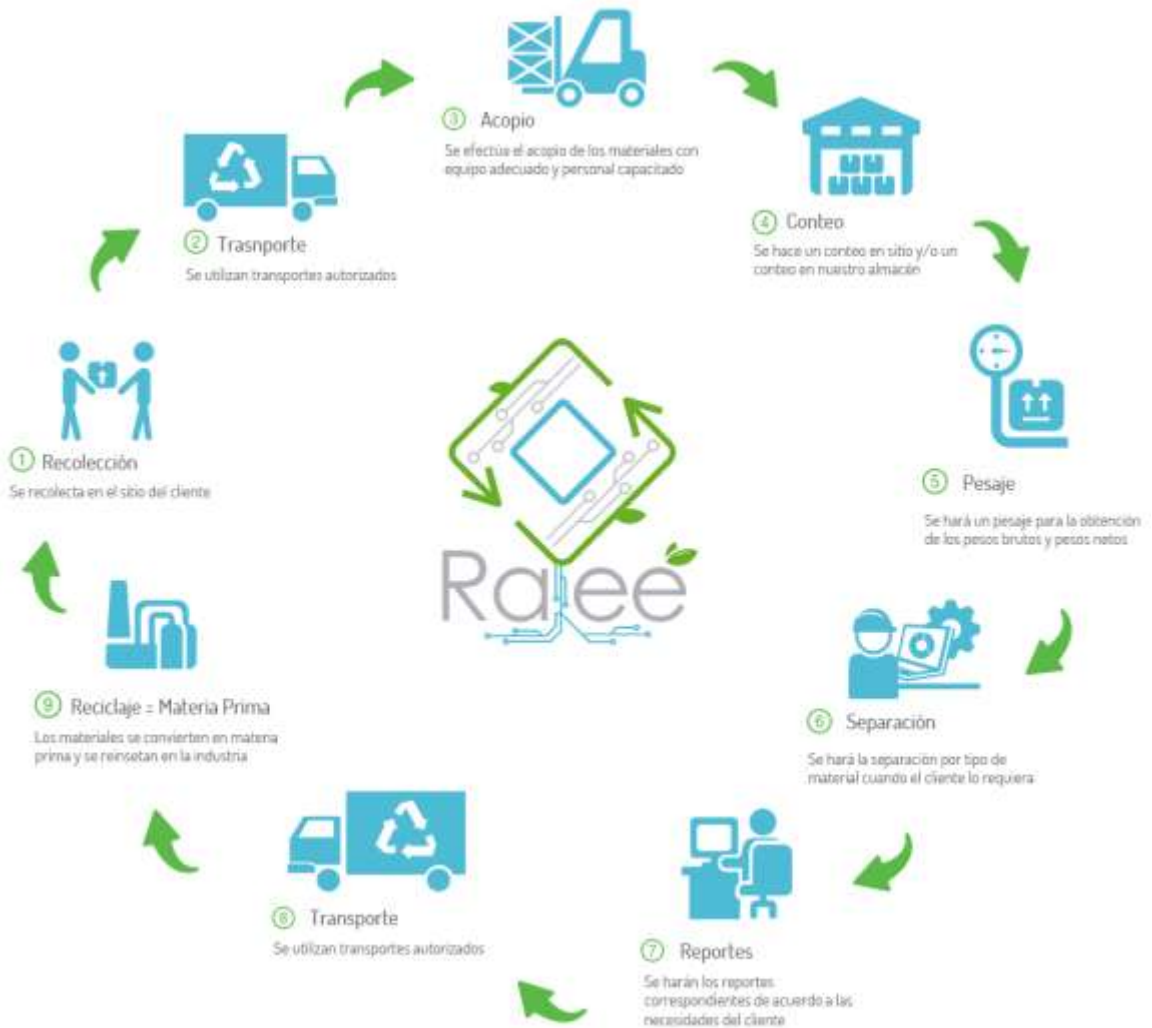 ① Recolección
Se recolecta en el sitio del cliente
② Trasnporte
Se utilizan transportes autorizados
③ Acopio
Se efectúa el acopio de los materiales con
equipo adecuado y personal capacitado
④ Conteo
Se hace un conteo en sitio y/o un
conteo en nuestro almacén
⑤ Pesaje
Se hará un pesaje para la obtención
de los pesos brutos y pesos netos
⑥ Separación
Se hará la separación por tipo de
material cuando el cliente lo requiera
⑦ Reportes
Se harán los reportes
correspondientes de acuerdo a las
necesidades del cliente
⑧ Transporte
Se utilizan transportes autorizados
⑨ Reciclaje = Materia Prima
Los materiales se convierten en materia
prima y se reinsetan en la industria
Raee